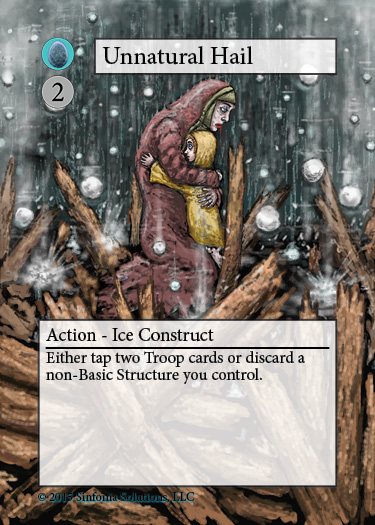 Unnatural Hail
2
Action - Ice Construct
Either tap two Troop cards or discard a
non-Basic Structure you control.
© 2015 Sintonia Solutions, LLC